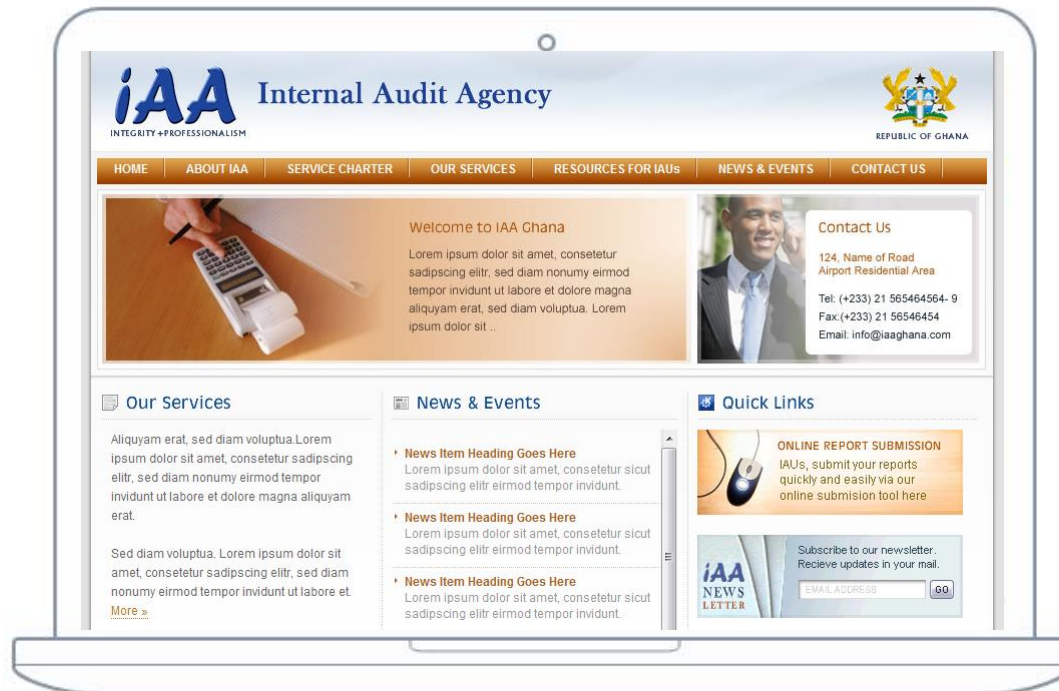 iAA Internal Audit Agency
INTEGRITY+PROFESSIONALISM
REPUBLIC OF GHANA
HOME ABOUT IAA SERVICE CHARTER OUR SERVICES RESOURCES FOR IAUs NEWS & EVENTS CONTACT US
Welcome to IAA Ghana
Lorem ipsum dolor sit amet, consetetur
sadipscing elitr, sed diam nonumy eirmod
tempor invidunt ut labore et dolore magna
aliquyam erat, sed diam voluptua. Lorem
ipsum dolor sit ..
Contact Us
124, Name of Road
Airport Residential Area
Tel: (+233) 21 565464564- 9
Fax:(+233) 21 56546454
Email: info@iaaghana.com
Our Services
Aliquyam erat, sed diam voluptua.Lorem
ipsum dolor sit amet, consetetur sadipscing
elitr, sed diam nonumy eirmod tempor
invidunt ut labore et dolore magna aliquyam
erat.
Sed diam voluptua. Lorem ipsum dolor sit
amet, consetetur sadipscing elitr, sed diam
nonumy eirmod tempor invidunt ut labore et.
More »
News & Events
News Item Heading Goes Here
Lorem ipsum dolor sit amet, consetetur sicut
sadipscing elitr eirmod tempor invidunt.
News Item Heading Goes Here
Lorem ipsum dolor sit amet, consetetur sicut
sadipscing elitr eirmod tempor invidunt.
News Item Heading Goes Here
Lorem ipsum dolor sit amet, consetetur sicut
sadipscing elitr eirmod tempor invidunt.
Quick Links
ONLINE REPORT SUBMISSION
IAUs, submit your reports
quickly and easily via our
online submision tool here
iAA
NEWS
LETTER
Subscribe to our newsletter.
Recieve updates in your mail.
EMAIL ADDRESS GO